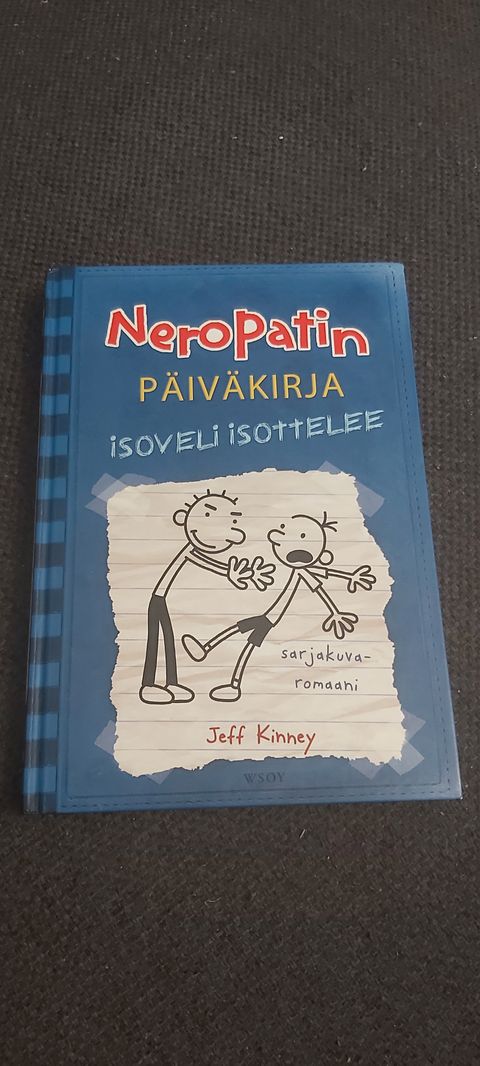 Neropatin
PÄIVÄKIRJA
ISOVELI ISOTTELEE
sarjakuva-
romaani
Jeff Kinney
WSOY